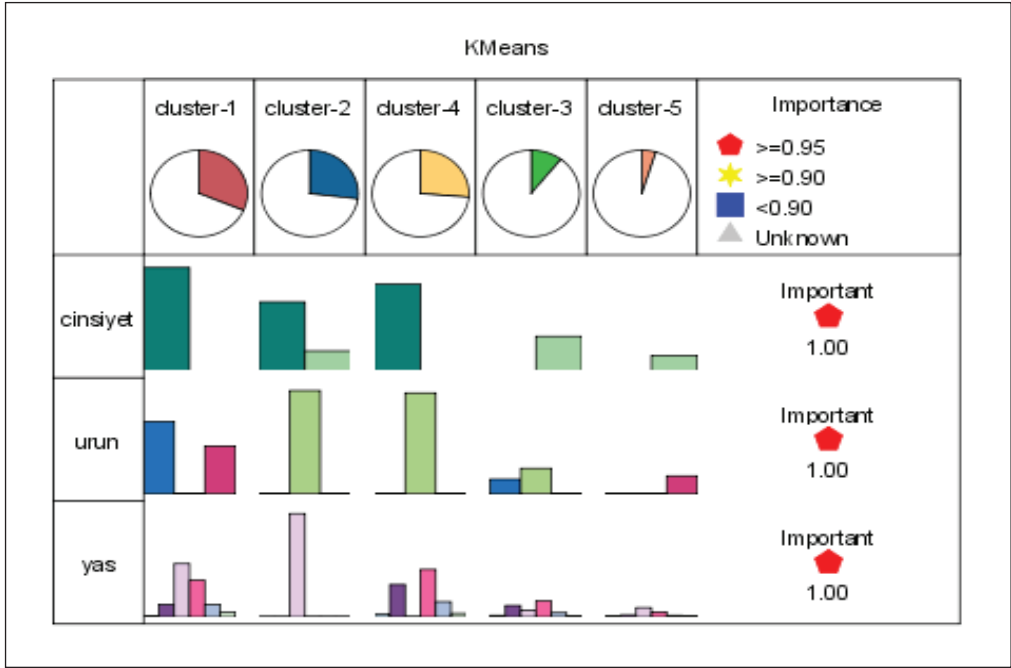 KMeans
cluster-1 cluster-2 cluster-4 cluster-3 cluster-5 Importance
>=0.95
>=0.90
<0.90
Unknown
cinsiyet Important
1.00
urun Important
1.00
yas Important
1.00